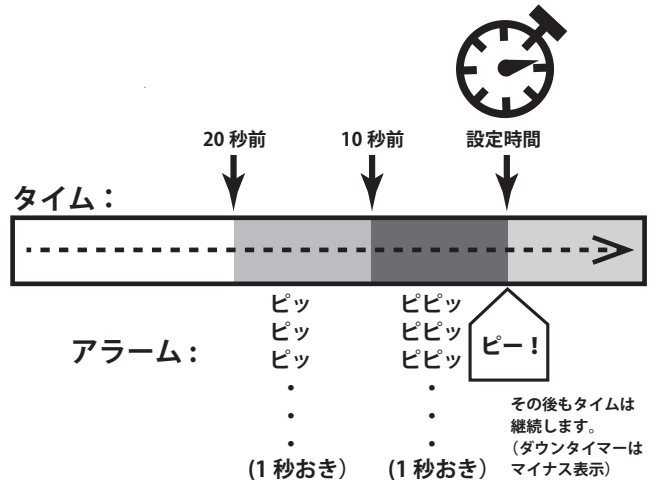 20 秒前
10 秒前
設定時間
タイム：
ピッ
ピッ
ピッ
・
・
・
(1 秒おき）
ピピッ
ピピッ
ピピッ
・
・
・
(1 秒おき）
ピー！
アラーム：
その後もタイムは
継続します。
（ダウンタイマーは
マイナス表示）